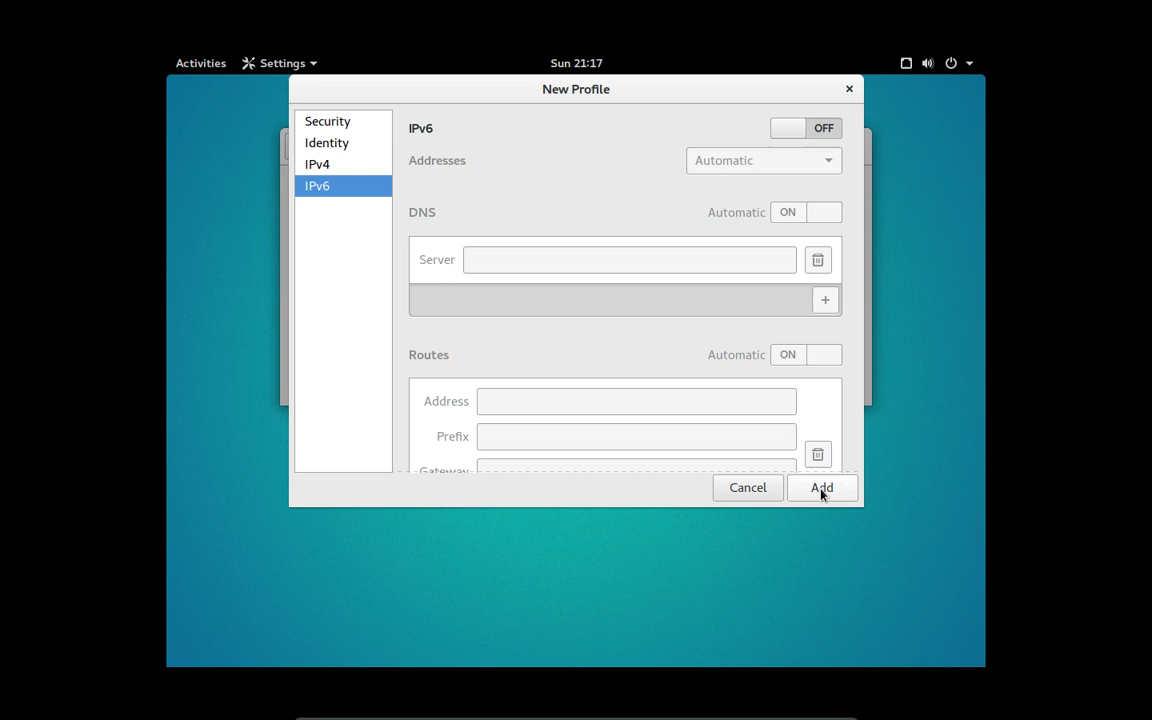 Activities Settings Sun 21:17
New Profile ×
Security
Identity
IPv4
IPv6
IPv6 OFF
Addresses Automatic
DNS Automatic ON
Server
+
Routes Automatic ON
Address
Prefix
Gateway
Cancel Add